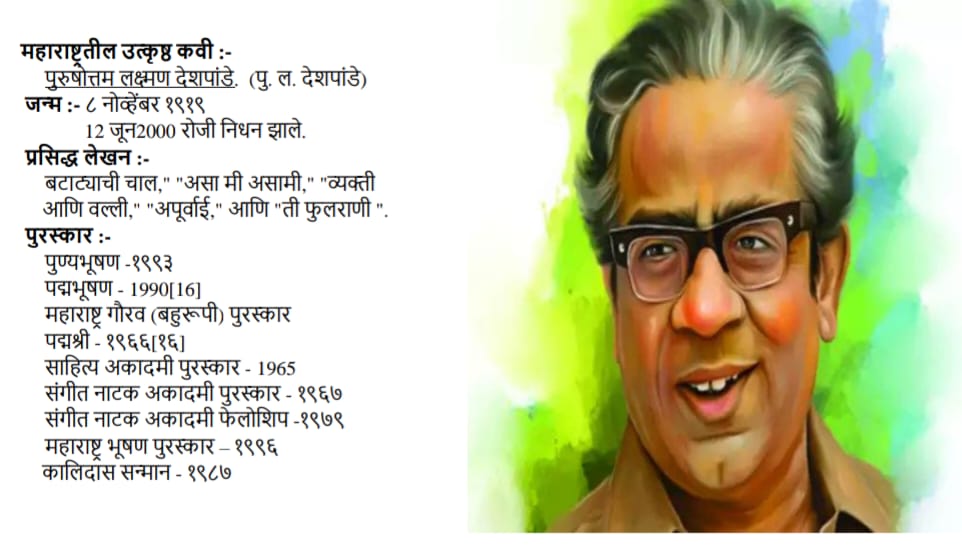 महाराष्ट्रतील उत्कृष्ठ कवी :-
पुरुषोत्तम लक्ष्मण देशपांडे. (पु. ल. देशपांडे)
जन्म :- ८ नोव्हेंबर १९१९
12 जून2000 रोजी निधन झाले.
प्रसिद्ध लेखन :-
बटाट्याची चाल," "असा मी असामी," "व्यक्ती
आणि वल्ली," "अपूर्वाई," आणि "ती फुलराणी ".
पुरस्कार :-
पुण्यभूषण -१९९३
पद्मभूषण - 1990[16]
महाराष्ट्र गौरव (बहुरूपी) पुरस्कार
पद्मश्री - १९६६[१६]
साहित्य अकादमी पुरस्कार - 1965
संगीत नाटक अकादमी पुरस्कार - १९६७
संगीत नाटक अकादमी फेलोशिप -१९७९
महाराष्ट्र भूषण पुरस्कार – १९९६
कालिदास सन्मान - १९८७